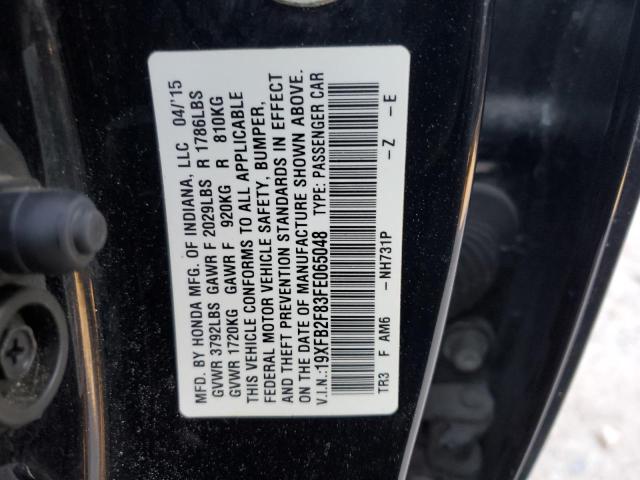 MFD. BY HONDA MFG. OF INDIANA, LLC 04/'15
GVWR 3792LBS GAWR F 2029LBS R 1786LBS
GVWR 1720KG GAWR F 920KG R 810KG
THIS VEHICLE CONFORMS TO ALL APPLICABLE
FEDERAL MOTOR VEHICLE SAFETY, BUMPER,
AND THEFT PREVENTION STANDARDS IN EFFECT
ON THE DATE OF MANUFACTURE SHOWN ABOVE.
V.I.N.:19XFB2F83FE065048 TYPE: PASSENGER CAR
TR3 F AM6 -NH731P -Z -E